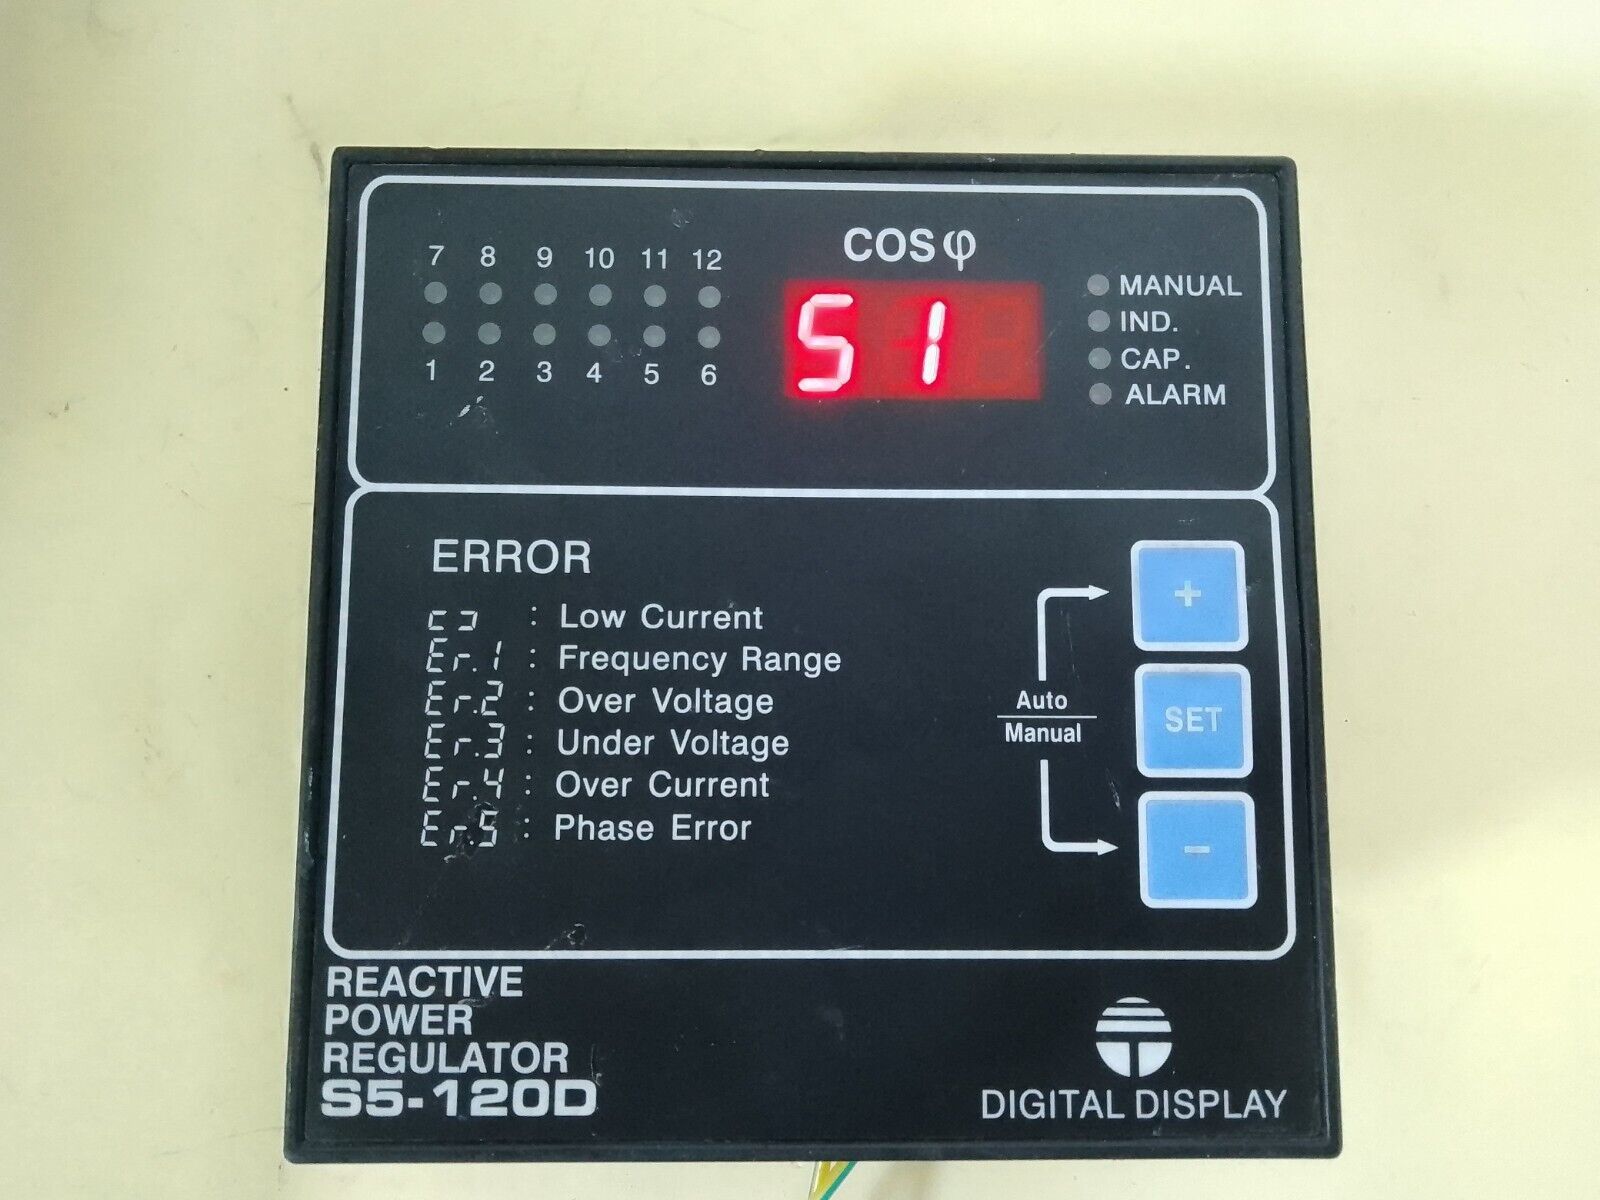 COSφ
7 8 9 10 11 12
1 2 3 4 5 6
51
MANUAL
IND.
CAP.
ALARM
ERROR
c ɔ : Low Current
Er.1 : Frequency Range
Er.2 : Over Voltage
Er.3 : Under Voltage
Er.4 : Over Current
Er.5 : Phase Error
Auto
Manual
+
SET
-
REACTIVE
POWER
REGULATOR
S5-120D
DIGITAL DISPLAY